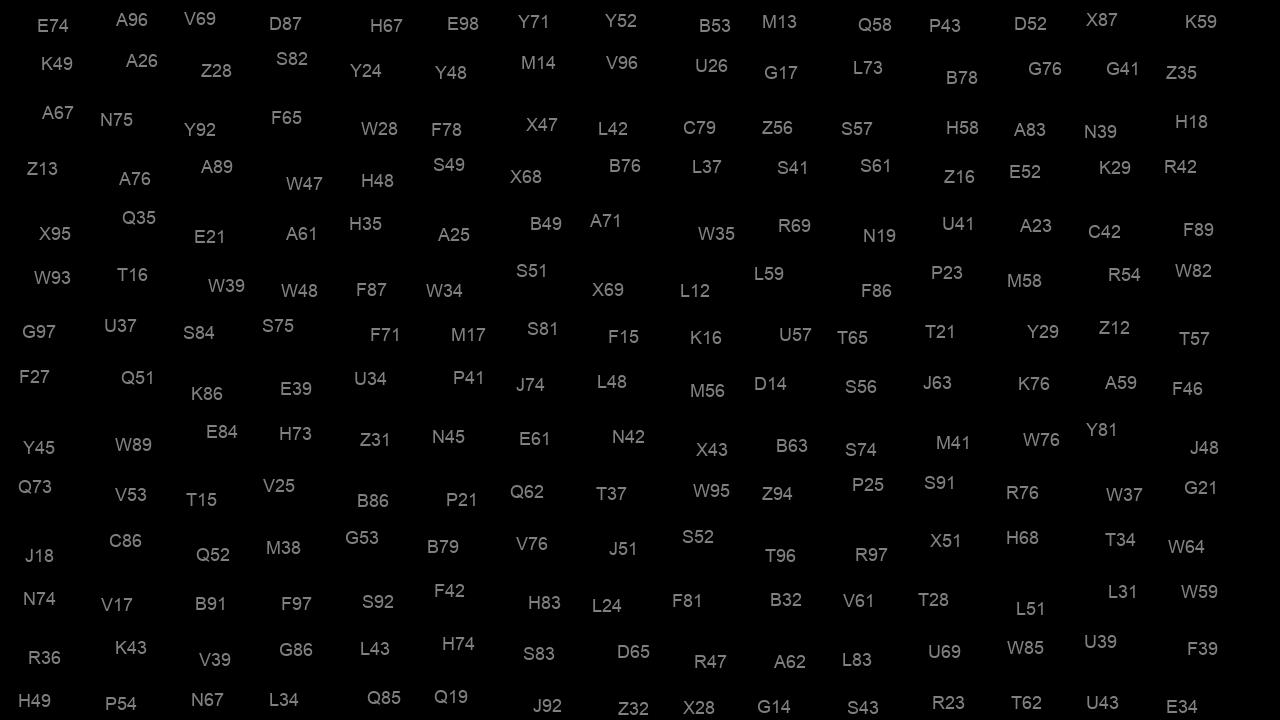 E74 A96 V69 D87 H67 E98 Y71 Y52 B53 M13 Q58 P43 D52 X87 K59
K49 A26 Z28 S82 Y24 Y48 M14 V96 U26 G17 L73 B78 G76 G41 Z35
A67 N75 Y92 F65 W28 F78 X47 L42 C79 Z56 S57 H58 A83 N39 H18
Z13 A76 A89 W47 H48 S49 X68 B76 L37 S41 S61 Z16 E52 K29 R42
X95 Q35 E21 A61 H35 A25 B49 A71 W35 R69 N19 U41 A23 C42 F89
W93 T16 W39 W48 F87 W34 S51 X69 L12 L59 F86 P23 M58 R54 W82
G97 U37 S84 S75 F71 M17 S81 F15 K16 U57 T65 T21 Y29 Z12 T57
F27 Q51 K86 E39 U34 P41 J74 L48 M56 D14 S56 J63 K76 A59 F46
Y45 W89 E84 H73 Z31 N45 E61 N42 X43 B63 S74 M41 W76 Y81 J48
Q73 V53 T15 V25 B86 P21 Q62 T37 W95 Z94 P25 S91 R76 W37 G21
J18 C86 Q52 M38 G53 B79 V76 J51 S52 T96 R97 X51 H68 T34 W64
N74 V17 B91 F97 S92 F42 H83 L24 F81 B32 V61 T28 L51 L31 W59
R36 K43 V39 G86 L43 H74 S83 D65 R47 A62 L83 U69 W85 U39 F39
H49 P54 N67 L34 Q85 Q19 J92 Z32 X28 G14 S43 R23 T62 U43 E34